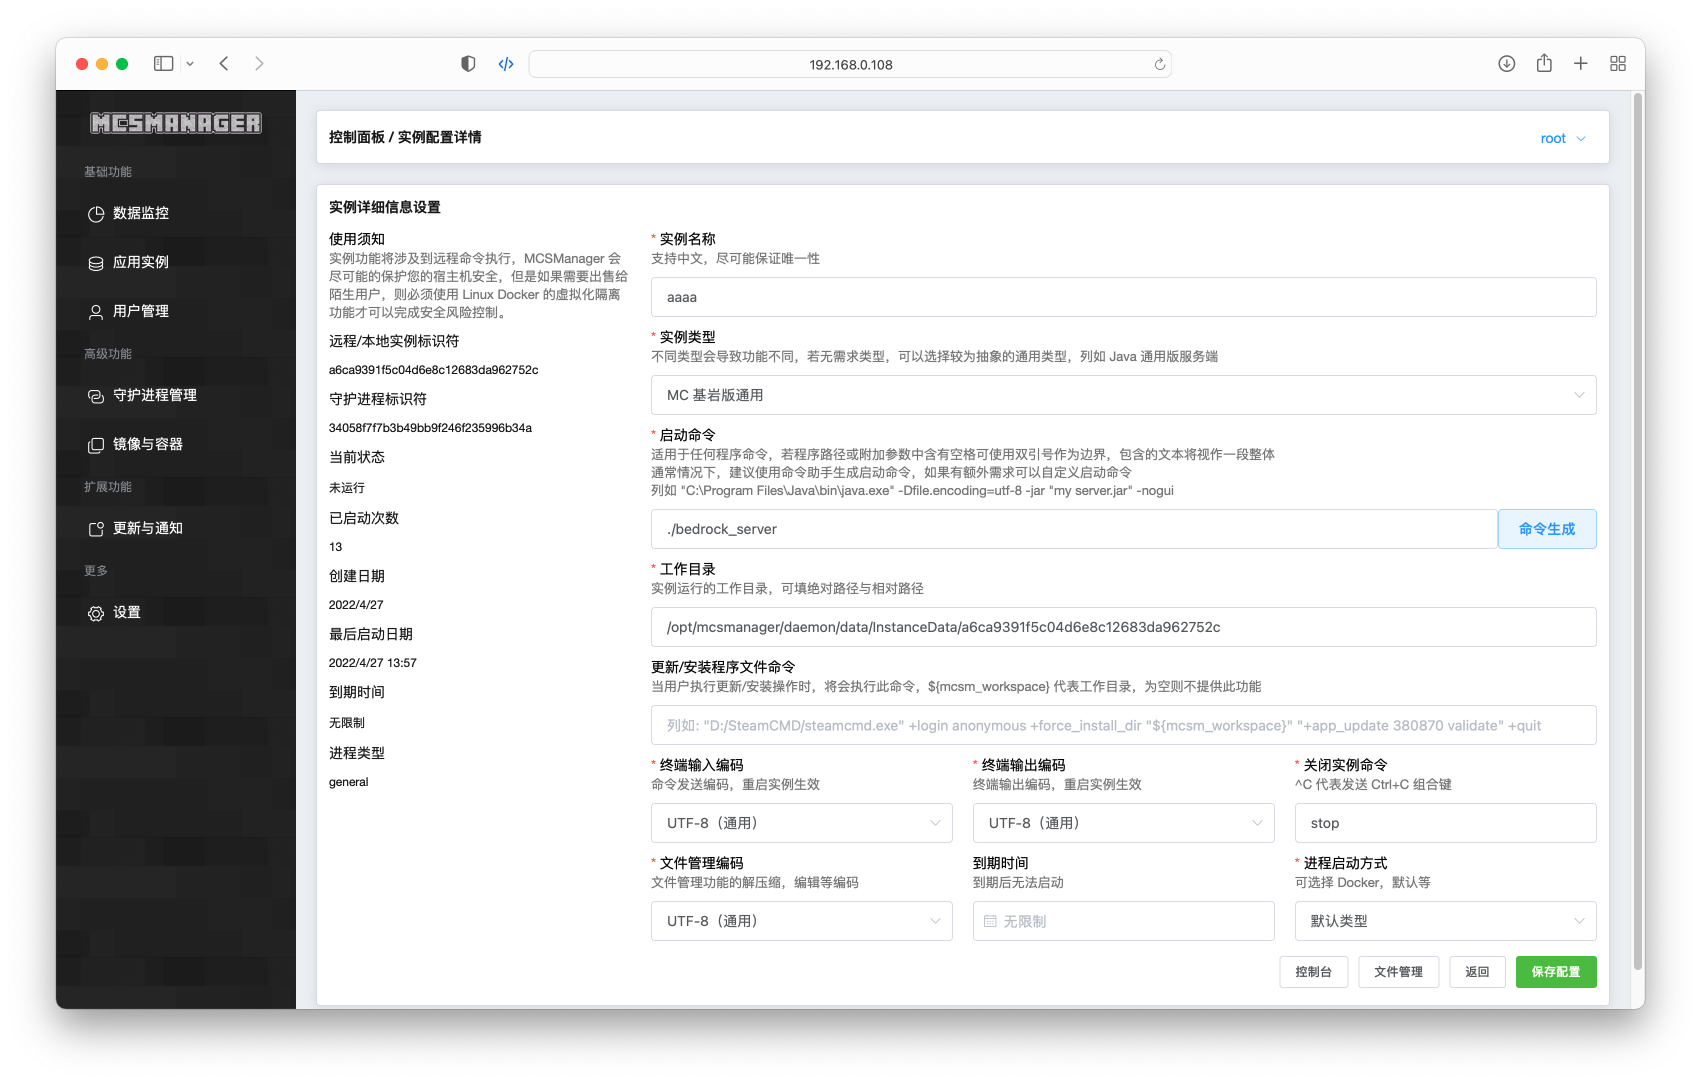 192.168.0.108
MCSMANAGER
基础功能
数据监控
应用实例
用户管理
高级功能
守护进程管理
镜像与容器
扩展功能
更新与通知
更多
设置
控制面板 / 实例配置详情
root
实例详细信息设置
使用须知
实例功能将涉及到远程命令执行，MCSManager 会
尽可能的保护您的宿主机安全，但是如果需要出售给
陌生用户，则必须使用 Linux Docker 的虚拟化隔离
功能才可以完成安全风险控制。
远程/本地实例标识符
a6ca9391f5c04d6e8c12683da962752c
守护进程标识符
34058f7f7b3b49bb9f246f235996b34a
当前状态
未运行
已启动次数
13
创建日期
2022/4/27
最后启动日期
2022/4/27 13:57
到期时间
无限制
进程类型
general
* 实例名称
支持中文，尽可能保证唯一性
aaaa
* 实例类型
不同类型会导致功能不同，若无需求类型，可以选择较为抽象的通用类型，列如 Java 通用版服务端
MC 基岩版通用
* 启动命令
适用于任何程序命令，若程序路径或附加参数中含有空格可使用双引号作为边界，包含的文本将视作一段整体
通常情况下，建议使用命令助手生成启动命令，如果有额外需求可以自定义启动命令
列如 "C:\Program Files\Java\bin\java.exe" -Dfile.encoding=utf-8 -jar "my server.jar" -nogui
./bedrock_server
命令生成
* 工作目录
实例运行的工作目录，可填绝对路径与相对路径
/opt/mcsmanager/daemon/data/InstanceData/a6ca9391f5c04d6e8c12683da962752c
更新/安装程序文件命令
当用户执行更新/安装操作时，将会执行此命令，${mcsm_workspace} 代表工作目录，为空则不提供此功能
列如: "D:/SteamCMD/steamcmd.exe" +login anonymous +force_install_dir "${mcsm_workspace}" "+app_update 380870 validate" +quit
* 终端输入编码
命令发送编码，重启实例生效
UTF-8（通用）
* 终端输出编码
终端输出编码，重启实例生效
UTF-8（通用）
* 关闭实例命令
^C 代表发送 Ctrl+C 组合键
stop
* 文件管理编码
文件管理功能的解压缩，编辑等编码
UTF-8（通用）
到期时间
到期后无法启动
无限制
* 进程启动方式
可选择 Docker，默认等
默认类型
控制台
文件管理
返回
保存配置